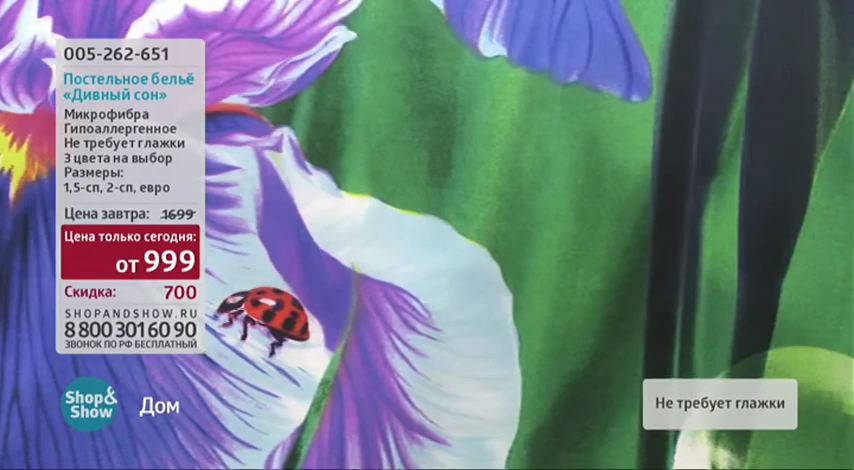 005-262-651
Постельное бельё
«Дивный сон»
Микрофибра
Гипоаллергенное
Не требует глажки
3 цвета на выбор
Размеры:
1,5-сп, 2-сп, евро
Цена завтра: 1699
Цена только сегодня:
от 999
Скидка: 700
SHOPANDSHOW.RU
8 800 301 60 90
ЗВОНОК ПО РФ БЕСПЛАТНЫЙ
Shop&
Show
Дом
Не требует глажки